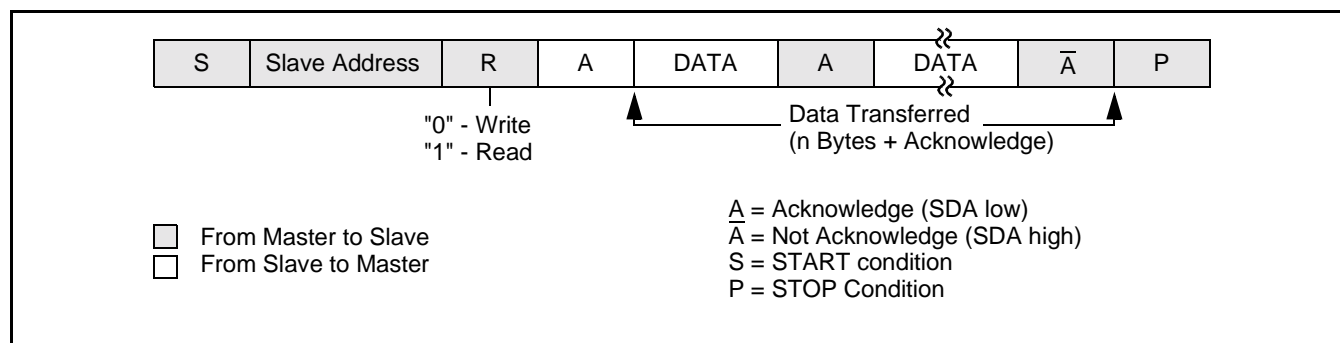 S Slave Address R A DATA A DATA A̅ P
"0" - Write
"1" - Read
Data Transferred
(n Bytes + Acknowledge)
From Master to Slave
From Slave to Master
A = Acknowledge (SDA low)
A̅ = Not Acknowledge (SDA high)
S = START condition
P = STOP Condition